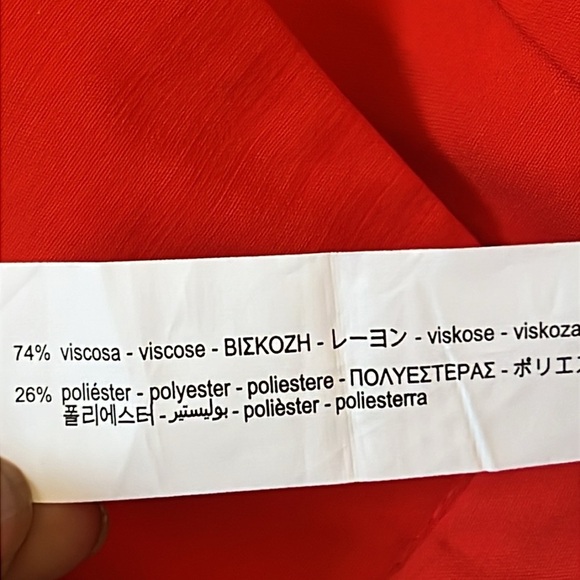 74% viscosa - viscose - ΒΙΣΚΟΖΗ - レーヨン - viskose - viskoza
26% poliéster - polyester - poliestere - ΠΟΛΥΕΣΤΕΡΑΣ - ポリエス
폴리에스터 - بوليستير - polièster - poliesterra